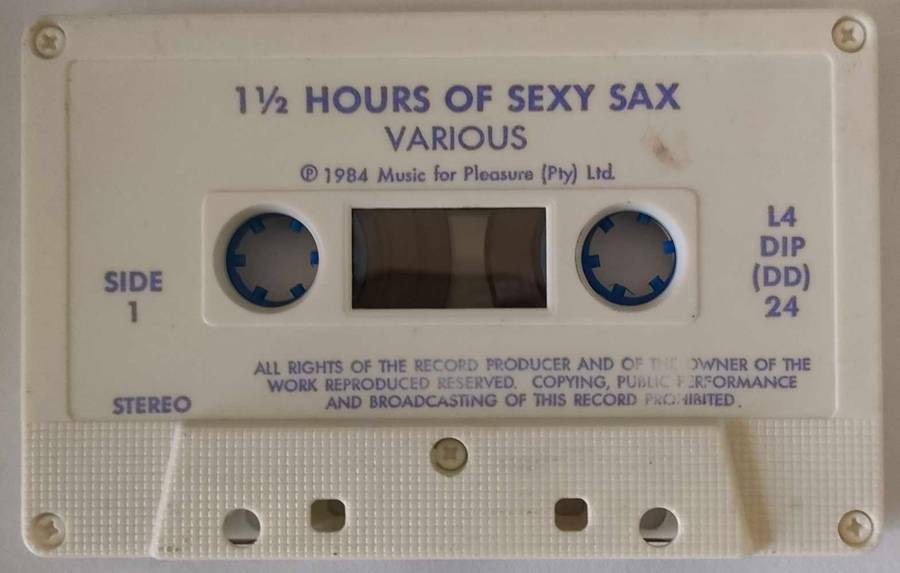 1 ½ HOURS OF SEXY SAX
VARIOUS
℗ 1984 Music for Pleasure (Pty) Ltd.
SIDE
1
L4
DIP
(DD)
24
ALL RIGHTS OF THE RECORD PRODUCER AND OF THE OWNER OF THE
WORK REPRODUCED RESERVED. COPYING, PUBLIC PERFORMANCE
AND BROADCASTING OF THIS RECORD PROHIBITED.
STEREO